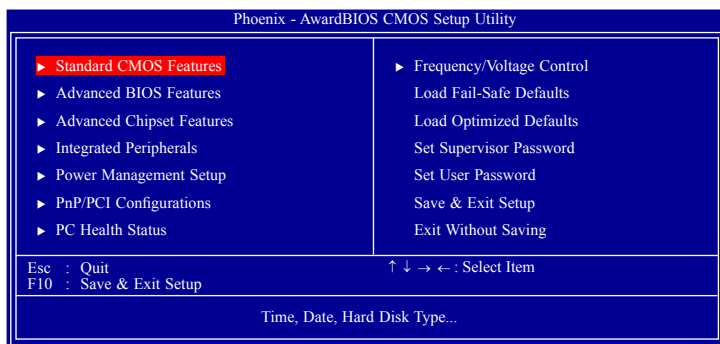 Phoenix - AwardBIOS CMOS Setup Utility
► Standard CMOS Features
► Advanced BIOS Features
► Advanced Chipset Features
► Integrated Peripherals
► Power Management Setup
► PnP/PCI Configurations
► PC Health Status
► Frequency/Voltage Control
Load Fail-Safe Defaults
Load Optimized Defaults
Set Supervisor Password
Set User Password
Save & Exit Setup
Exit Without Saving
Esc : Quit
F10 : Save & Exit Setup
↑ ↓ → ← : Select Item
Time, Date, Hard Disk Type...